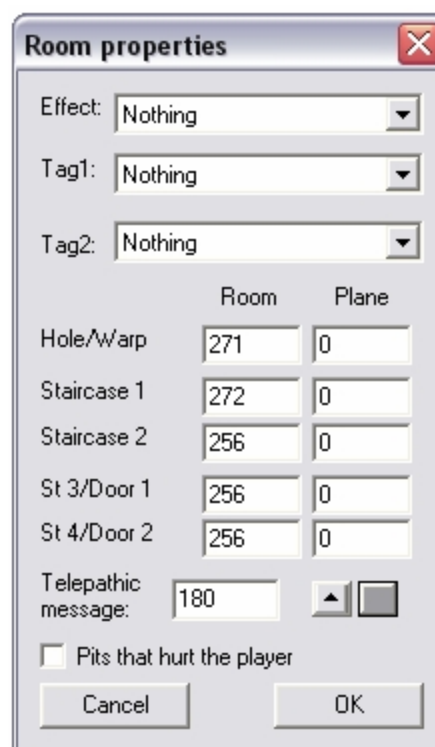 Room properties
Effect: Nothing
Tag1: Nothing
Tag2: Nothing
Room Plane
Hole/Warp 271 0
Staircase 1 272 0
Staircase 2 256 0
St 3/Door 1 256 0
St 4/Door 2 256 0
Telepathic
message: 180
Pits that hurt the player
Cancel OK